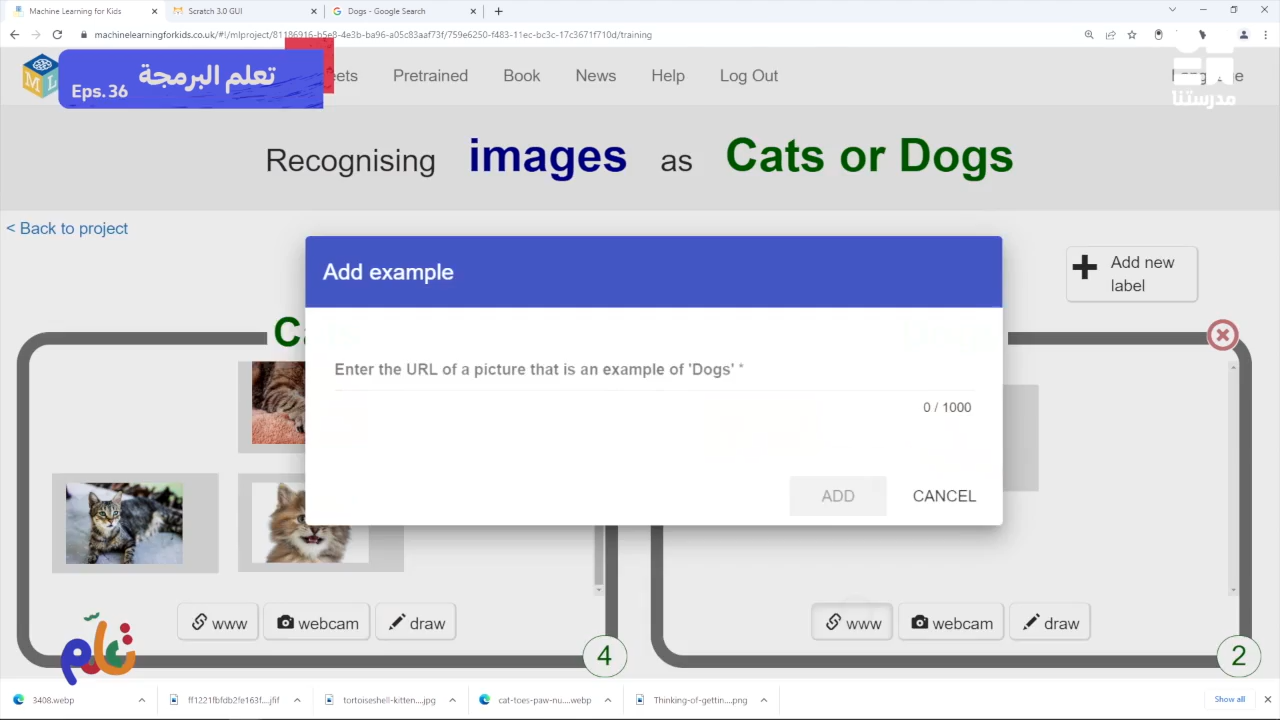 Machine Learning for Kids
Scratch 3.0 GUI
Dogs - Google Search
machinelearningforkids.co.uk/#!/mlproject/81186916-b5e8-4e3b-ba96-a05c83aaf73f/759e6250-f483-11ec-bc3c-17c3671f710d/training
تعلم البرمجة
Eps.36
Pretrained
Book
News
Help
Log Out
مدرستنا
Recognising images as Cats or Dogs
< Back to project
Add new
label
Add example
Enter the URL of a picture that is an example of 'Dogs' *
0 / 1000
ADD
CANCEL
www
webcam
draw
4
www
webcam
draw
2
3408.webp
ff1221fbfdb2fe163f....jfif
tortoiseshell-kitten....jpg
cat-toes-paw-nu....webp
Thinking-of-gettin....png
Show all